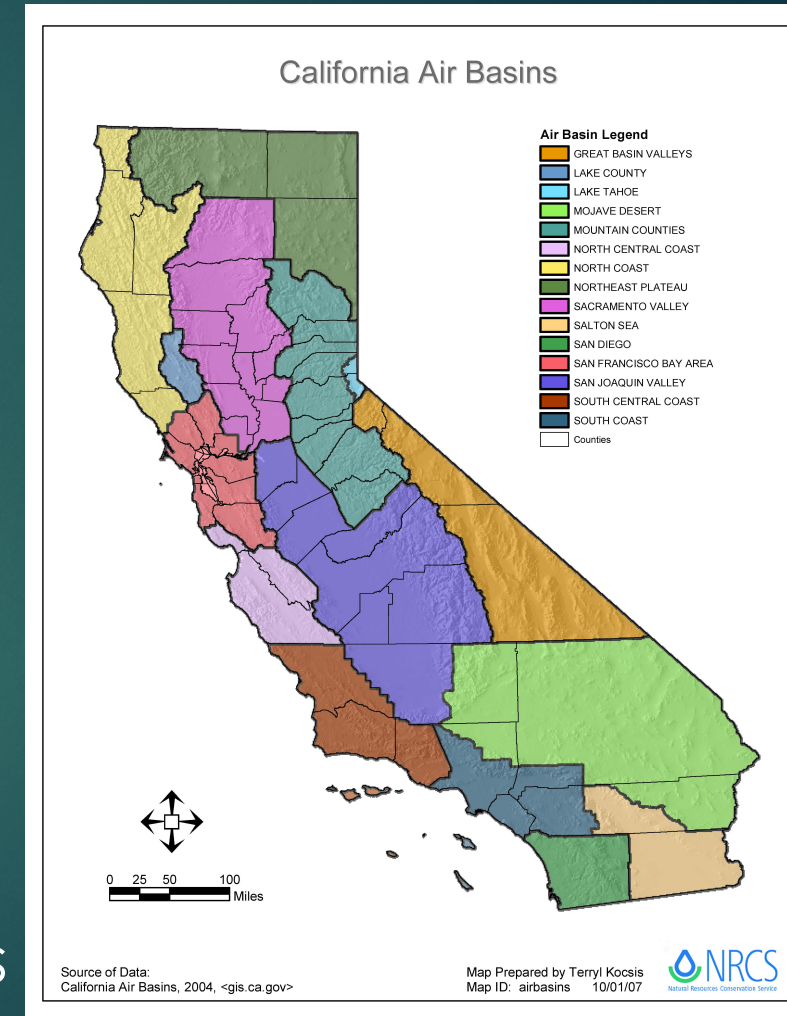 California Air Basins
Air Basin Legend
GREAT BASIN VALLEYS
LAKE COUNTY
LAKE TAHOE
MOJAVE DESERT
MOUNTAIN COUNTIES
NORTH CENTRAL COAST
NORTH COAST
NORTHEAST PLATEAU
SACRAMENTO VALLEY
SALTON SEA
SAN DIEGO
SAN FRANCISCO BAY AREA
SAN JOAQUIN VALLEY
SOUTH CENTRAL COAST
SOUTH COAST
Counties
0 25 50 100
Miles
S
Source of Data:
California Air Basins, 2004, <gis.ca.gov>
Map Prepared by Terryl Kocsis
Map ID: airbasins 10/01/07
NRCS
Natural Resources Conservation Service